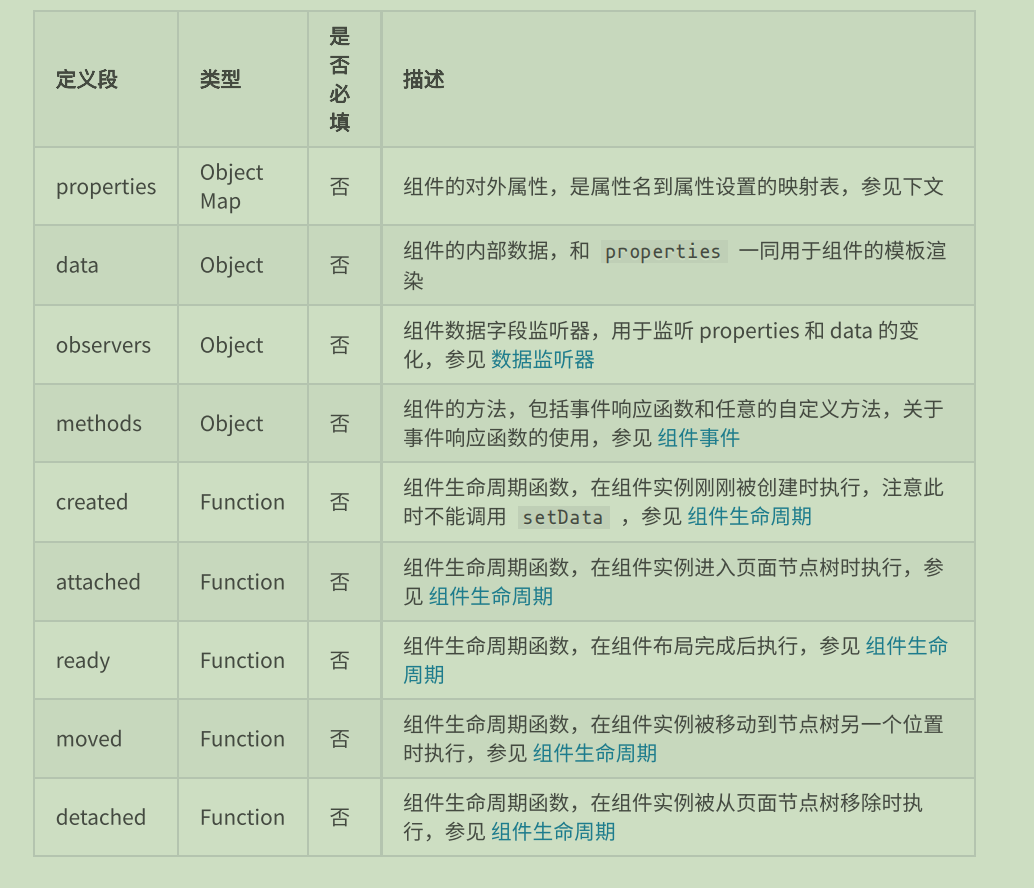 定义段
类型
是
否
必
填
描述
properties
Object
Map
否
组件的对外属性，是属性名到属性设置的映射表，参见下文
data
Object
否
组件的内部数据，和 properties 一同用于组件的模板渲
染
observers
Object
否
组件数据字段监听器，用于监听 properties 和 data 的变
化，参见 数据监听器
methods
Object
否
组件的方法，包括事件响应函数和任意的自定义方法，关于
事件响应函数的使用，参见 组件事件
created
Function
否
组件生命周期函数，在组件实例刚刚被创建时执行，注意此
时不能调用 setData ，参见 组件生命周期
attached
Function
否
组件生命周期函数，在组件实例进入页面节点树时执行，参
见 组件生命周期
ready
Function
否
组件生命周期函数，在组件布局完成后执行，参见 组件生命
周期
moved
Function
否
组件生命周期函数，在组件实例被移动到节点树另一个位置
时执行，参见 组件生命周期
detached
Function
否
组件生命周期函数，在组件实例被从页面节点树移除时执
行，参见 组件生命周期